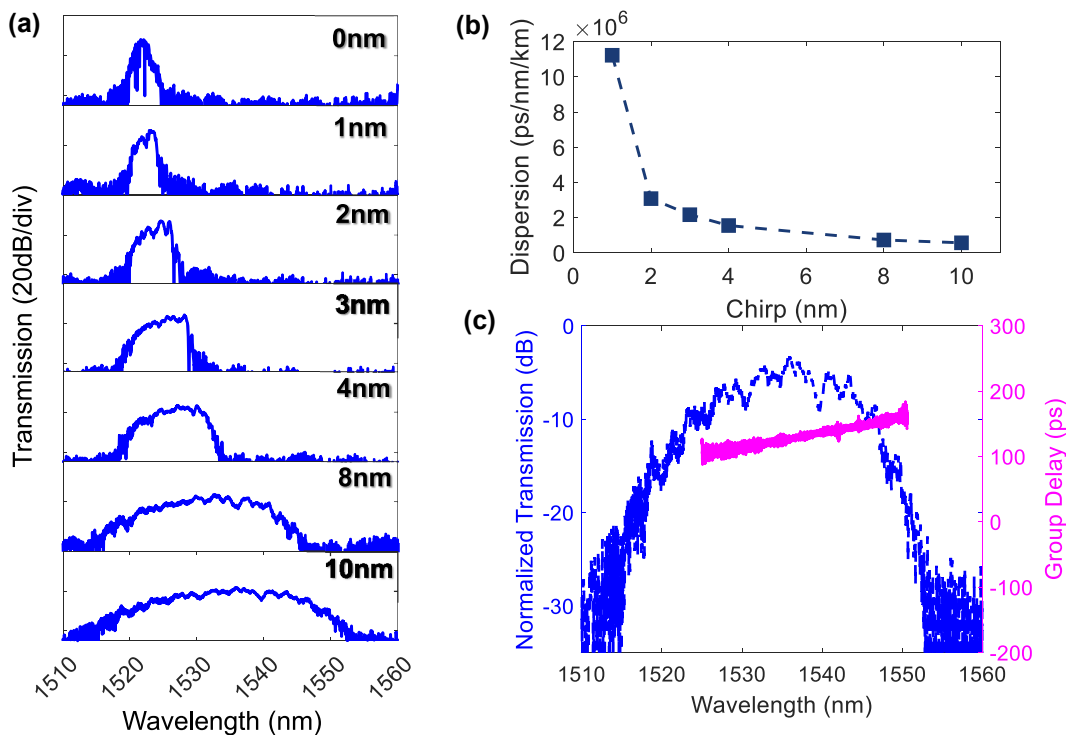 (a)
0nm
1nm
2nm
3nm
4nm
8nm
10nm
Transmission (20dB/div)
1510 1520 1530 1540 1550 1560
Wavelength (nm)
(b)
×10⁶
12
10
8
6
4
2
0
Dispersion (ps/nm/km)
0 2 4 6 8 10
Chirp (nm)
(c)
0
-10
-20
-30
Normalized Transmission (dB)
300
200
100
0
-100
-200
Group Delay (ps)
1510 1520 1530 1540 1550 1560
Wavelength (nm)